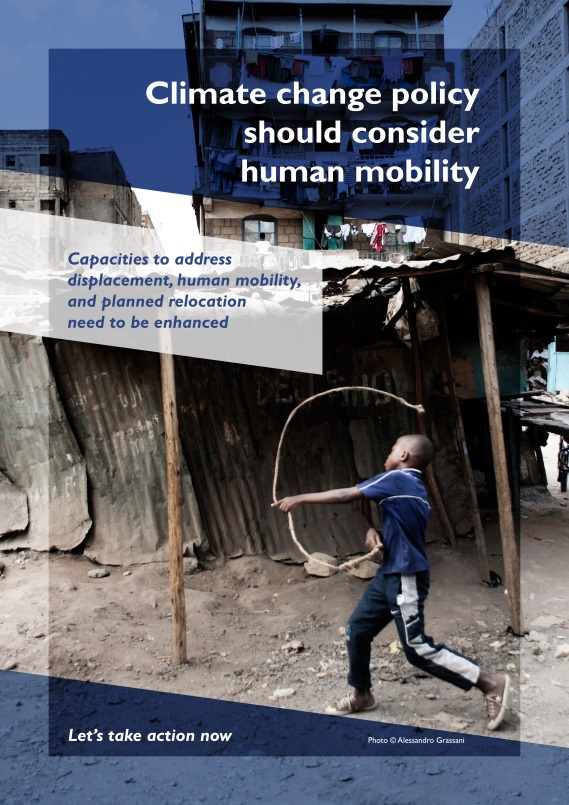 Climate change policy
should consider
human mobility
Capacities to address
displacement, human mobility,
and planned relocation
need to be enhanced
Let's take action now
Photo © Alessandro Grassani